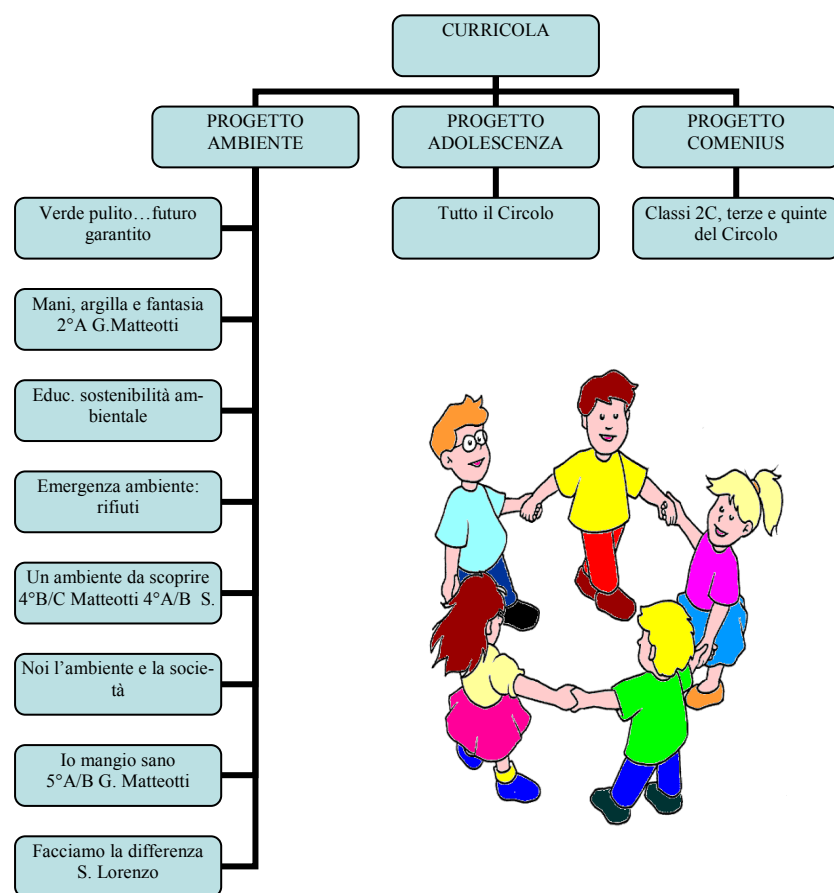 CURRICOLA
PROGETTO
AMBIENTE
PROGETTO
ADOLESCENZA
PROGETTO
COMENIUS
Verde pulito…futuro
garantito
Tutto il Circolo
Classi 2C, terze e quinte
del Circolo
Mani, argilla e fantasia
2°A G.Matteotti
Educ. sostenibilità am-
bientale
Emergenza ambiente:
rifiuti
Un ambiente da scoprire
4°B/C Matteotti 4°A/B S.
Noi l’ambiente e la socie-
tà
Io mangio sano
5°A/B G. Matteotti
Facciamo la differenza
S. Lorenzo